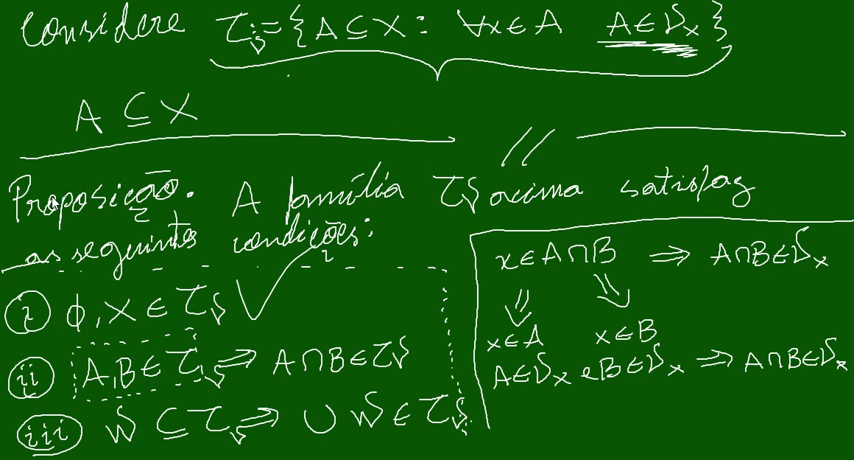 Considere τ_𝒱 := {A ⊆ X : ∀x ∈ A A ∈ 𝒱_x}
A ⊆ X
//
Proposição. A família τ_𝒱 acima satisfaz
as seguintes condições:
(i) ∅, X ∈ τ_𝒱 ✓
(ii) A, B ∈ τ_𝒱 ⇒ A ∩ B ∈ τ_𝒱
(iii) 𝒲 ⊆ τ_𝒱 ⇒ ∪ 𝒲 ∈ τ_𝒱
x ∈ A ∩ B ⇒ A ∩ B ∈ 𝒱_x
⇓ ⇓
x ∈ A x ∈ B
A ∈ 𝒱_x e B ∈ 𝒱_x ⇒ A ∩ B ∈ 𝒱_x